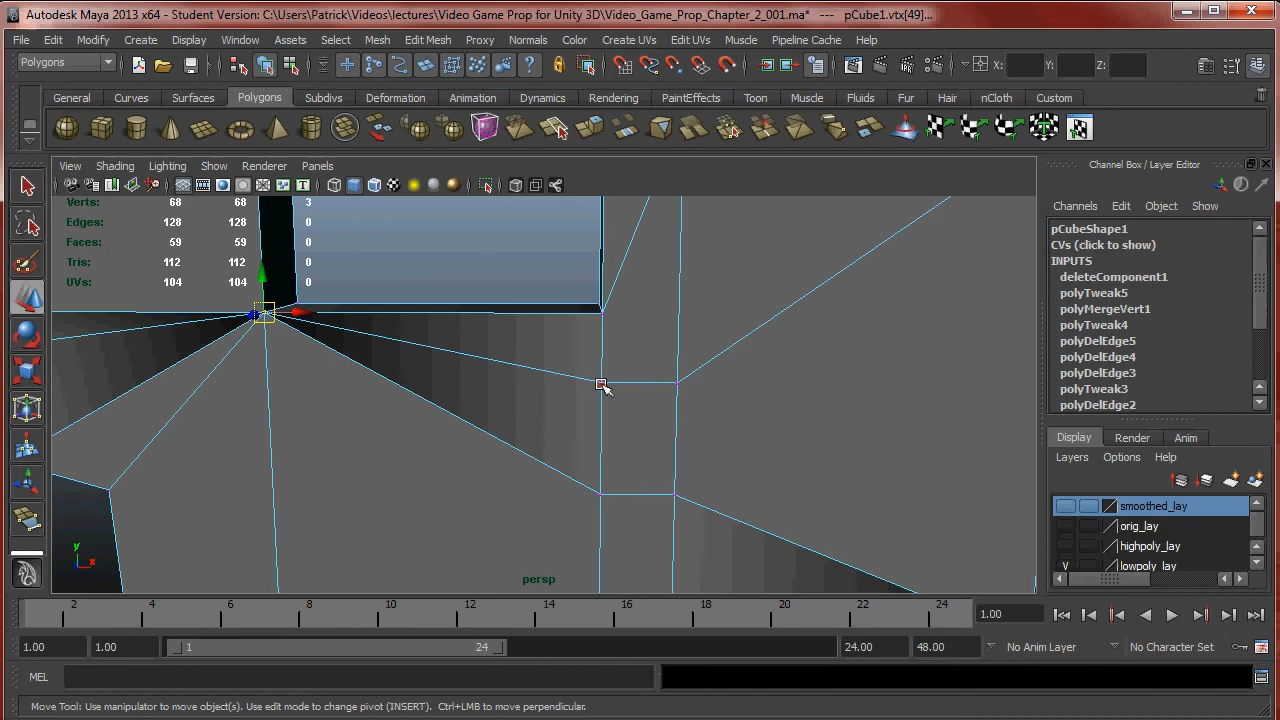 Autodesk Maya 2013 x64 - Student Version: C:\Users\Patrick\Videos\lectures\Video Game Prop for Unity 3D\Video_Game_Prop_Chapter_2_001.ma* --- pCube1.vtx[49]...
File Edit Modify Create Display Window Assets Select Mesh Edit Mesh Proxy Normals Color Create UVs Edit UVs Muscle Pipeline Cache Help
Polygons X: Y: Z:
General Curves Surfaces Polygons Subdivs Deformation Animation Dynamics Rendering PaintEffects Toon Muscle Fluids Fur Hair nCloth Custom
View Shading Lighting Show Renderer Panels
Channel Box / Layer Editor
Channels Edit Object Show
Verts: 68 68 3
Edges: 128 128 0
Faces: 59 59 0
Tris: 112 112 0
UVs: 104 104 0
pCubeShape1
CVs (click to show)
INPUTS
deleteComponent1
polyTweak5
polyMergeVert1
polyTweak4
polyDelEdge5
polyDelEdge4
polyDelEdge3
polyTweak3
polyDelEdge2
Display Render Anim
Layers Options Help
smoothed_lay
orig_lay
highpoly_lay
V lowpoly_lay
y
x
persp
2 4 6 8 10 12 14 16 18 20 22 24 1.00
1.00 1.00 1 24 24.00 48.00 No Anim Layer No Character Set
MEL
Move Tool: Use manipulator to move object(s). Use edit mode to change pivot (INSERT). Ctrl+LMB to move perpendicular.